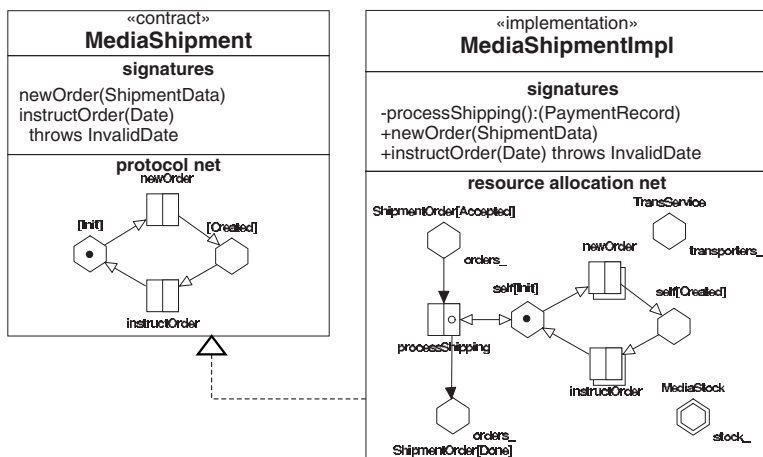 «contract»
MediaShipment
signatures
newOrder(ShipmentData)
instructOrder(Date)
throws InvalidDate
protocol net
newOrder
[Init]
[Created]
instructOrder
«implementation»
MediaShipmentImpl
signatures
-processShipping():(PaymentRecord)
+newOrder(ShipmentData)
+instructOrder(Date) throws InvalidDate
resource allocation net
ShipmentOrder[Accepted]
TransService
newOrder
transporters_
orders_
self[Init]
self[Created]
processShipping
instructOrder
MediaStock
orders_
stock_
ShipmentOrder[Done]